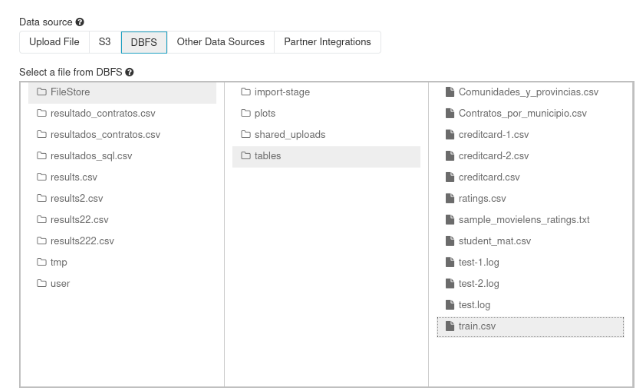 Data source
Upload File S3 DBFS Other Data Sources Partner Integrations
Select a file from DBFS
FileStore
resultado_contratos.csv
resultados_contratos.csv
resultados_sql.csv
results.csv
results2.csv
results22.csv
results222.csv
tmp
user
import-stage
plots
shared_uploads
tables
Comunidades_y_provincias.csv
Contratos_por_municipio.csv
creditcard-1.csv
creditcard-2.csv
creditcard.csv
ratings.csv
sample_movielens_ratings.txt
student_mat.csv
test-1.log
test-2.log
test.log
train.csv